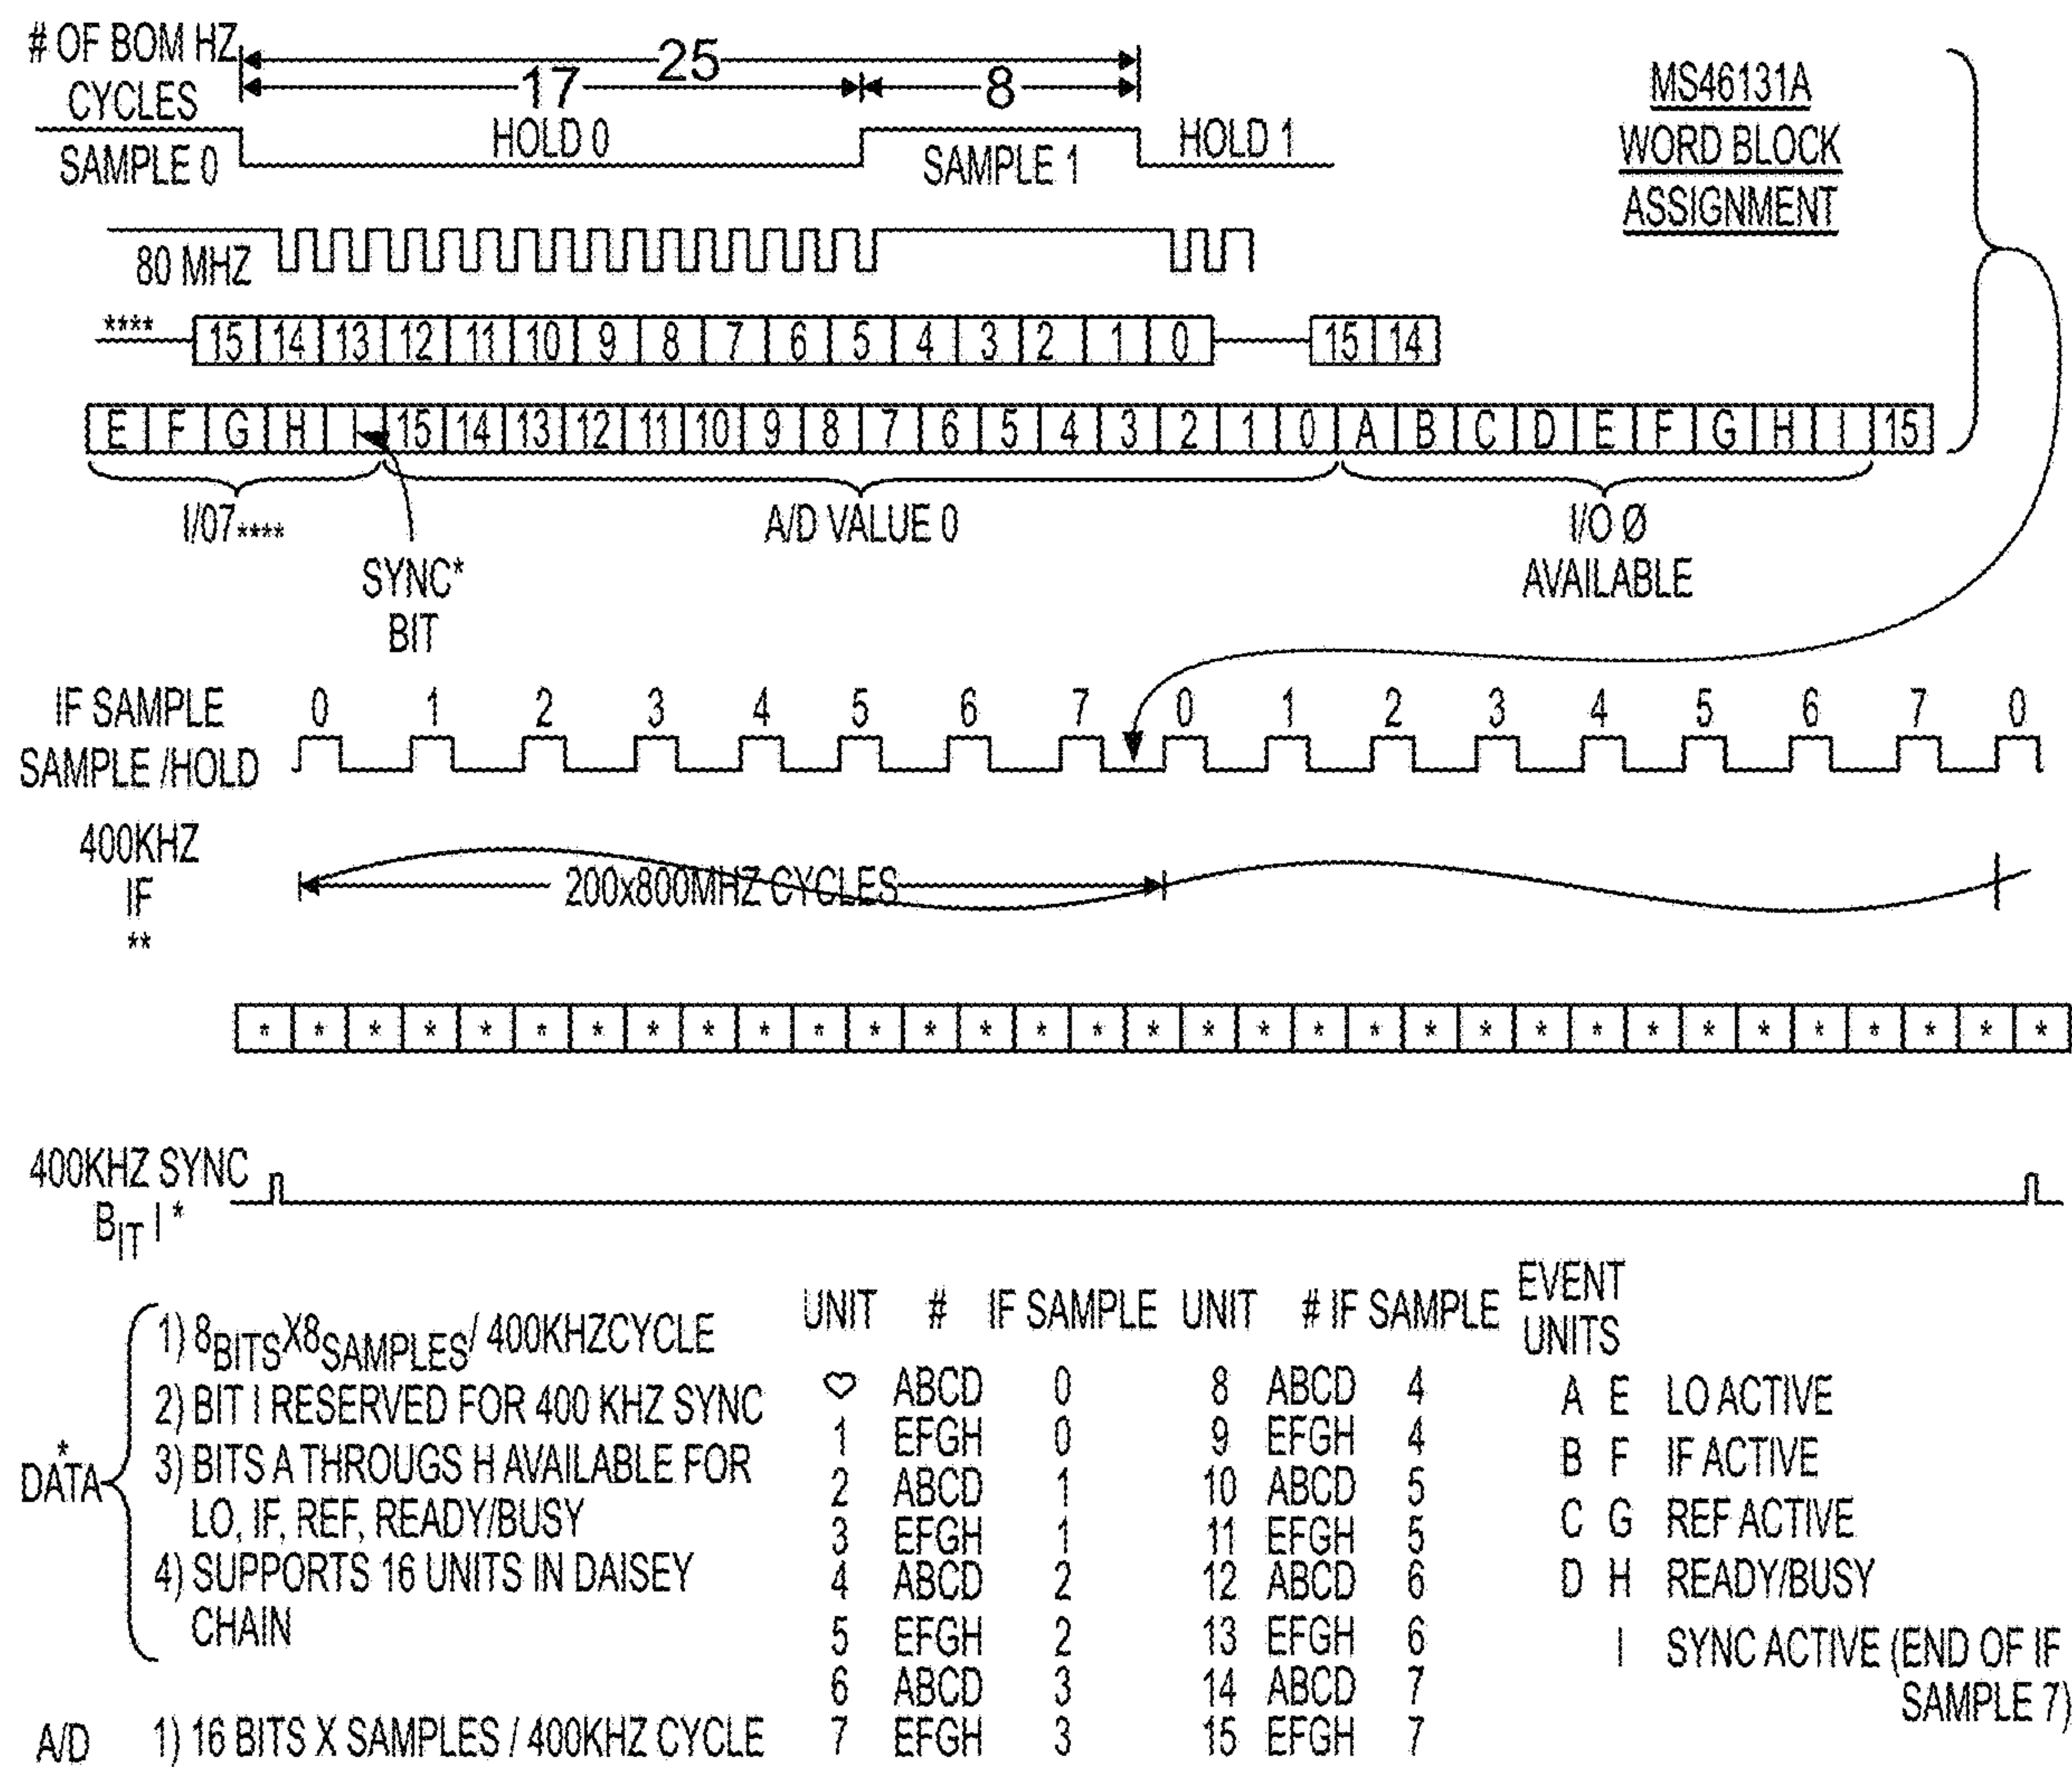 # OF BOM HZ
CYCLES
25
17
8
SAMPLE 0
HOLD 0
SAMPLE 1
HOLD 1
MS46131A
WORD BLOCK
ASSIGNMENT
80 MHZ
**** 15 14 13 12 11 10 9 8 7 6 5 4 3 2 1 0 15 14
E F G H I 15 14 13 12 11 10 9 8 7 6 5 4 3 2 1 0 A B C D E F G H I 15
I/07****
A/D VALUE 0
I/O Ø
AVAILABLE
SYNC*
BIT
IF SAMPLE 0 1 2 3 4 5 6 7 0 1 2 3 4 5 6 7 0
SAMPLE /HOLD
400KHZ
IF
**
200x800MHZ CYCLES
* * * * * * * * * * * * * * * * * * * * * * * * * * * * * * * * *
400KHZ SYNC
BIT I *
*
DATA
1) 8BITSX8SAMPLES/ 400KHZCYCLE
2) BIT I RESERVED FOR 400 KHZ SYNC
3) BITS A THROUGS H AVAILABLE FOR
LO, IF, REF, READY/BUSY
4) SUPPORTS 16 UNITS IN DAISEY
CHAIN
A/D 1) 16 BITS X SAMPLES / 400KHZ CYCLE
UNIT # IF SAMPLE UNIT # IF SAMPLE
♡ ABCD 0 8 ABCD 4
1 EFGH 0 9 EFGH 4
2 ABCD 1 10 ABCD 5
3 EFGH 1 11 EFGH 5
4 ABCD 2 12 ABCD 6
5 EFGH 2 13 EFGH 6
6 ABCD 3 14 ABCD 7
7 EFGH 3 15 EFGH 7
EVENT
UNITS
A E LO ACTIVE
B F IF ACTIVE
C G REF ACTIVE
D H READY/BUSY
I SYNC ACTIVE (END OF IF
SAMPLE 7)